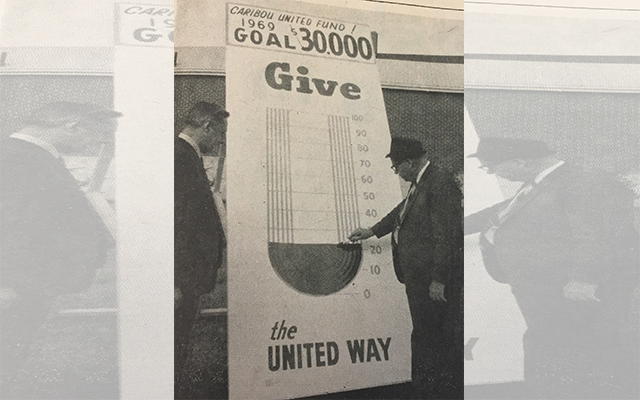 CARIBOU UNITED FUND!
1969 $
GOAL 30.000!
Give
100
90
80
70
60
50
40
20
10
0
the
UNITED WAY